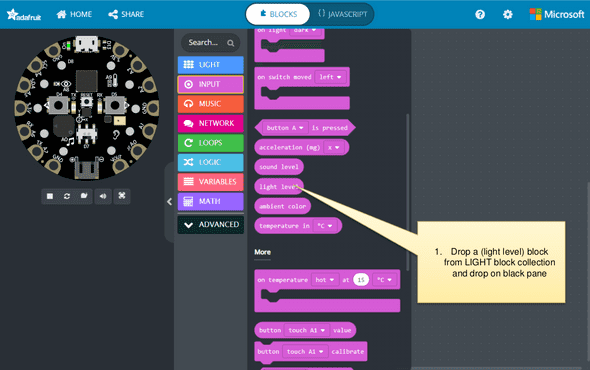 adafruit
HOME
SHARE
BLOCKS
{ } JAVASCRIPT
Microsoft
Search...
LIGHT
INPUT
MUSIC
NETWORK
LOOPS
LOGIC
VARIABLES
MATH
ADVANCED
on light dark
on switch moved left
button A is pressed
acceleration (mg) x
sound level
light level
ambient color
temperature in °C
More
on temperature hot at 15 °C
button touch A1 value
button touch A1 calibrate
1. Drop a (light level) block
from LIGHT block collection
and drop on black pane